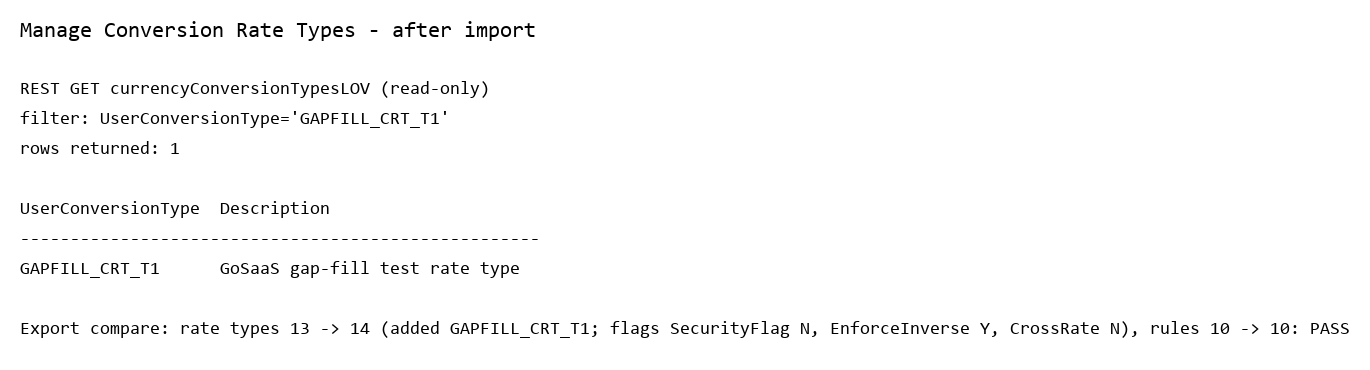 Manage Conversion Rate Types - after import
REST GET currencyConversionTypesLOV (read-only)
filter: UserConversionType='GAPFILL_CRT_T1'
rows returned: 1
UserConversionType  Description
----------------------------------------------------
GAPFILL_CRT_T1      GoSaaS gap-fill test rate type
Export compare: rate types 13 -> 14 (added GAPFILL_CRT_T1; flags SecurityFlag N, EnforceInverse Y, CrossRate N), rules 10 -> 10: PASS